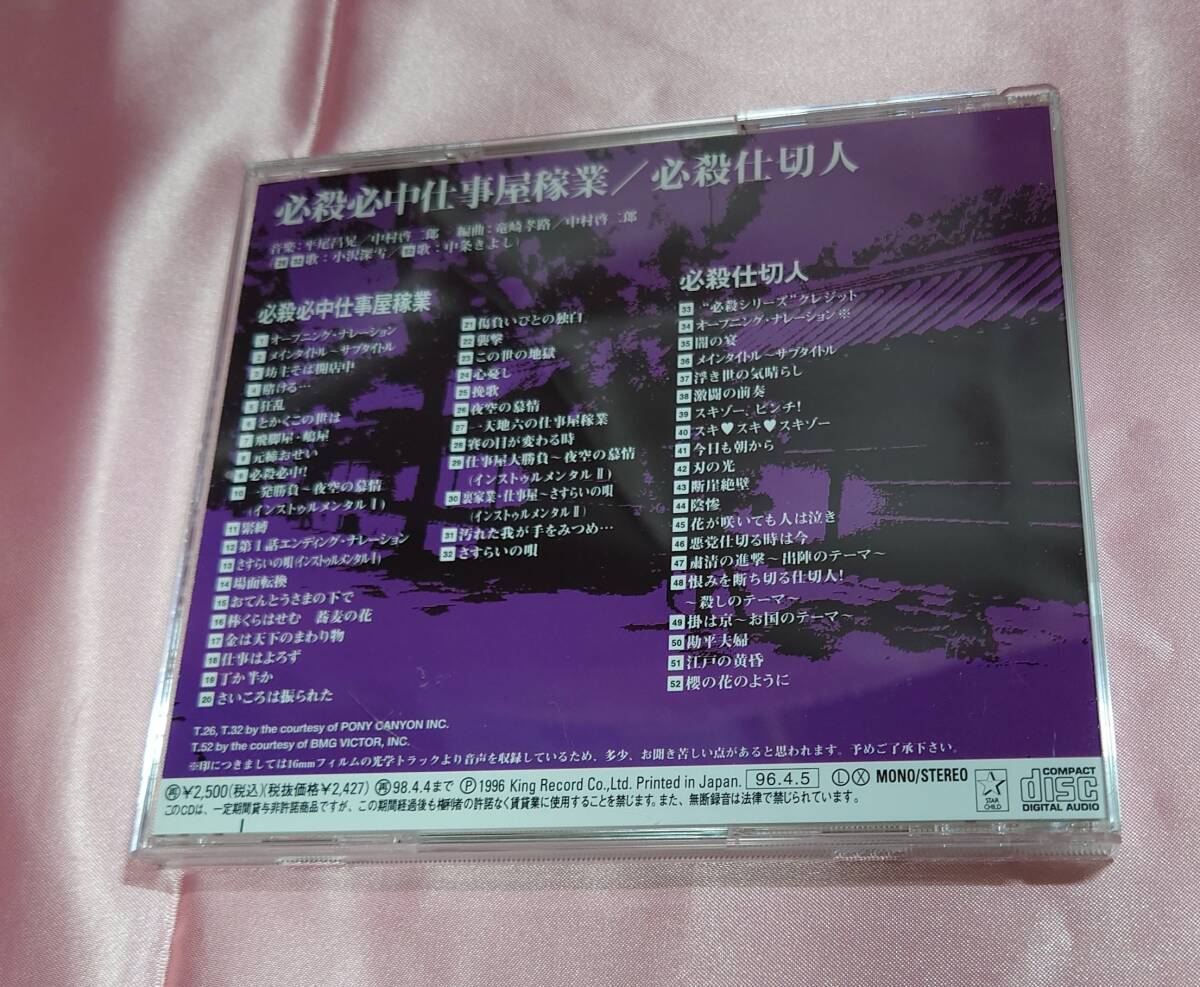 必殺必中仕事屋稼業／必殺仕切人
音楽：平尾昌晃／中村啓二郎 編曲：竜崎孝路／中村啓二郎
(26 32歌：小沢深雪／52歌：中条きよし)
必殺必中仕事屋稼業
1 オープニング・ナレーション
2 メインタイトル～サブタイトル
3 坊主そば開店中
4 賭ける…
5 狂乱
6 とかくこの世は
7 飛脚屋・嶋屋
8 元締おせい
9 必殺必中!
10 一発勝負～夜空の慕情
(インストゥルメンタルⅠ)
11 緊縛
12 第1話エンディング・ナレーション
13 さすらいの唄(インストゥルメンタルⅠ)
14 場面転換
15 おてんとうさまの下で
16 棒くらはせむ 蕎麦の花
17 金は天下のまわり物
18 仕事はよろず
19 丁か半か
20 さいころは振られた
21 傷負いびとの独白
22 襲撃
23 この世の地獄
24 心憂し
25 挽歌
26 夜空の慕情
27 一天地六の仕事屋稼業
28 賽の目が変わる時
29 仕事屋大勝負～夜空の慕情
(インストゥルメンタルⅡ)
30 裏家業・仕事屋～さすらいの唄
(インストゥルメンタルⅡ)
31 汚れた我が手をみつめ…
32 さすらいの唄
必殺仕切人
33 “必殺シリーズ”クレジット
34 オープニング・ナレーション※
35 闇の宴
36 メインタイトル～サブタイトル
37 浮き世の気晴らし
38 激闘の前奏
39 スキゾー、ピンチ!
40 スキ♥スキ♥スキゾー
41 今日も朝から
42 刃の光
43 断崖絶壁
44 陰惨
45 花が咲いても人は泣き
46 悪党仕切る時は今
47 粛清の進撃～出陣のテーマ～
48 恨みを断ち切る仕切人!
～殺しのテーマ～
49 掛は京～お国のテーマ～
50 勘平夫婦
51 江戸の黄昏
52 櫻の花のように
T.26, T.32 by the courtesy of PONY CANYON INC.
T.52 by the courtesy of BMG VICTOR, INC.
※印につきましては16mmフィルムの光学トラックより音声を収録しているため、多少、お聞き苦しい点があると思われます。予めご了承下さい。
再¥2,500(税込)(税抜価格¥2,427) 再98.4.4まで Ⓟ1996 King Record Co.,Ltd. Printed in Japan. 96.4.5 Ⓛ Ⓧ MONO/STEREO
このCDは、一定期間貸与非許諾商品ですが、この期間経過後も権利者の許諾なく賃貸業に使用することを禁じます。また、無断録音は法律で禁じられています。
STAR CHILD
COMPACT disc DIGITAL AUDIO